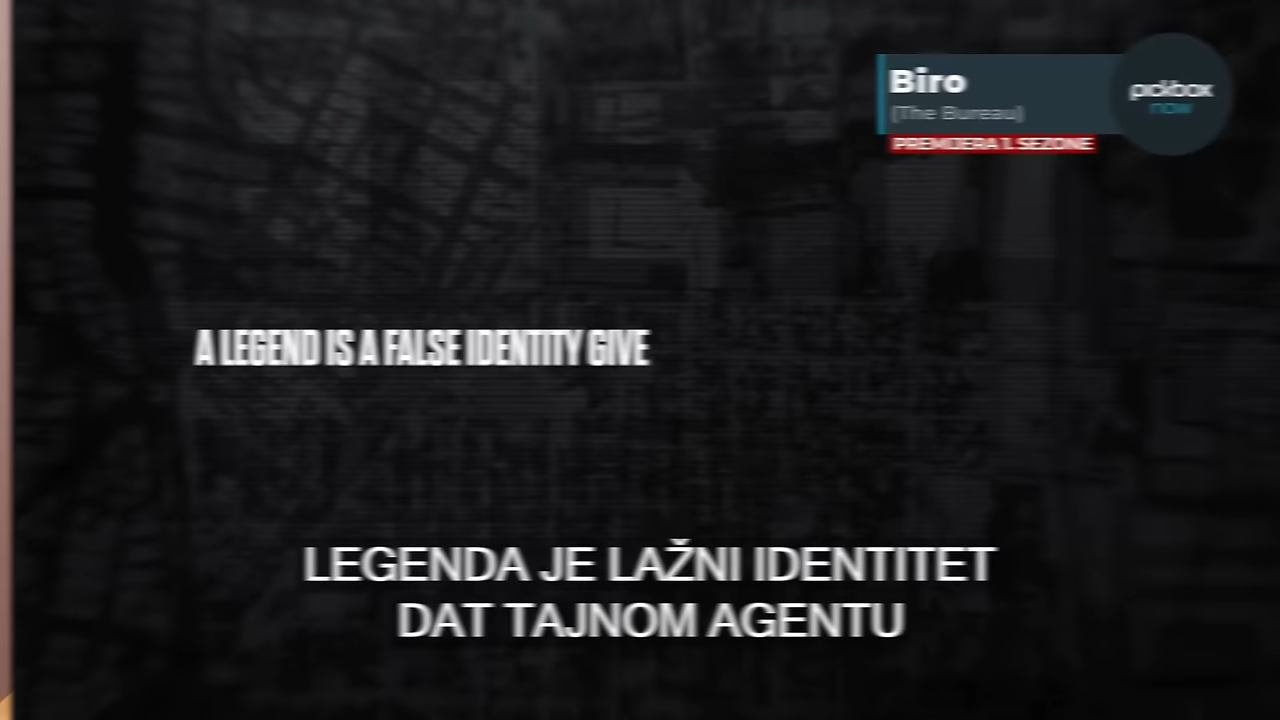 Biro
(The Bureau)
pickbox
now
PREMIJERA 1. SEZONE
A LEGEND IS A FALSE IDENTITY GIVE
LEGENDA JE LAŽNI IDENTITET
DAT TAJNOM AGENTU